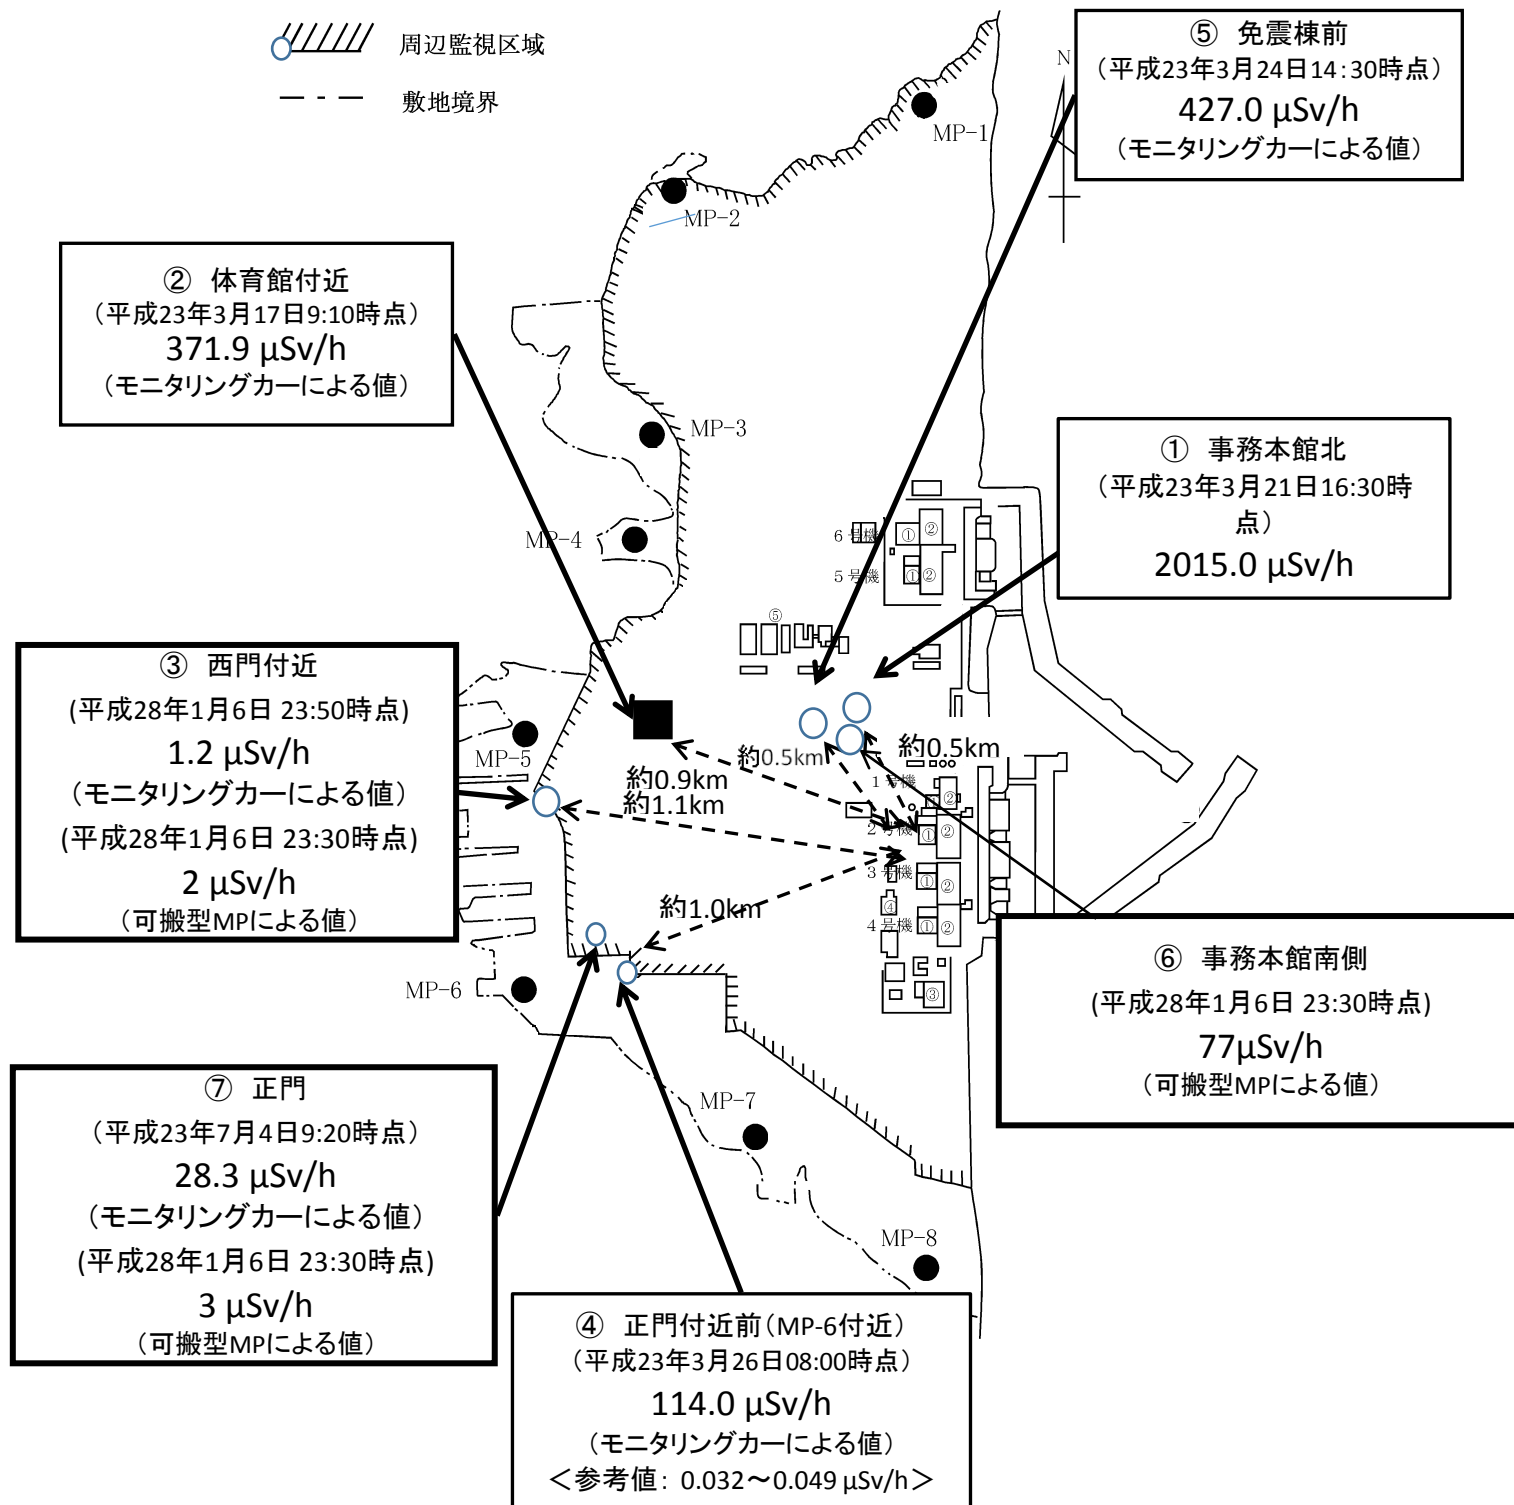 周辺監視区域
敷地境界
⑤ 免震棟前
（平成23年3月24日14:30時点）
427.0 μSv/h
（モニタリングカーによる値）
N
MP-1
MP-2
② 体育館付近
（平成23年3月17日9:10時点）
371.9 μSv/h
（モニタリングカーによる値）
MP-3
① 事務本館北
（平成23年3月21日16:30時
点）
2015.0 μSv/h
MP-4
６号機
①
②
５号機
①
②
⑤
③ 西門付近
(平成28年1月6日 23:50時点)
1.2 μSv/h
（モニタリングカーによる値）
(平成28年1月6日 23:30時点)
2 μSv/h
（可搬型MPによる値）
MP-5
約0.5km
約0.5km
約0.9km
約1.1km
１号機
①
②
２号機
①
②
３号機
①
②
約1.0km
④
４号機
①
②
③
MP-6
⑥ 事務本館南側
(平成28年1月6日 23:30時点)
77μSv/h
（可搬型MPによる値）
⑦ 正門
（平成23年7月4日9:20時点）
28.3 μSv/h
（モニタリングカーによる値）
(平成28年1月6日 23:30時点)
3 μSv/h
（可搬型MPによる値）
MP-7
MP-8
④ 正門付近前（MP-6付近）
（平成23年3月26日08:00時点）
114.0 μSv/h
（モニタリングカーによる値）
＜参考値：0.032～0.049 μSv/h＞